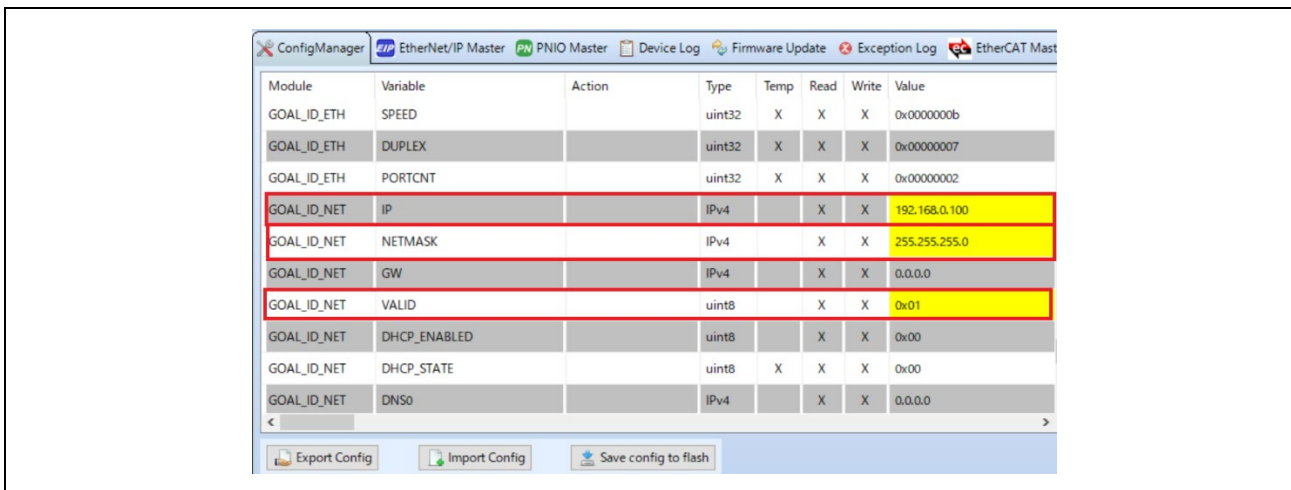 ConfigManager EtherNet/IP Master PNIO Master Device Log Firmware Update Exception Log EtherCAT Mast
Module Variable Action Type Temp Read Write Value
GOAL_ID_ETH SPEED uint32 X X X 0x0000000b
GOAL_ID_ETH DUPLEX uint32 X X X 0x00000007
GOAL_ID_ETH PORTCNT uint32 X X X 0x00000002
GOAL_ID_NET IP IPv4 X X 192.168.0.100
GOAL_ID_NET NETMASK IPv4 X X 255.255.255.0
GOAL_ID_NET GW IPv4 X X 0.0.0.0
GOAL_ID_NET VALID uint8 X X 0x01
GOAL_ID_NET DHCP_ENABLED uint8 X X 0x00
GOAL_ID_NET DHCP_STATE uint8 X X X 0x00
GOAL_ID_NET DNS0 IPv4 X X 0.0.0.0
Export Config Import Config Save config to flash